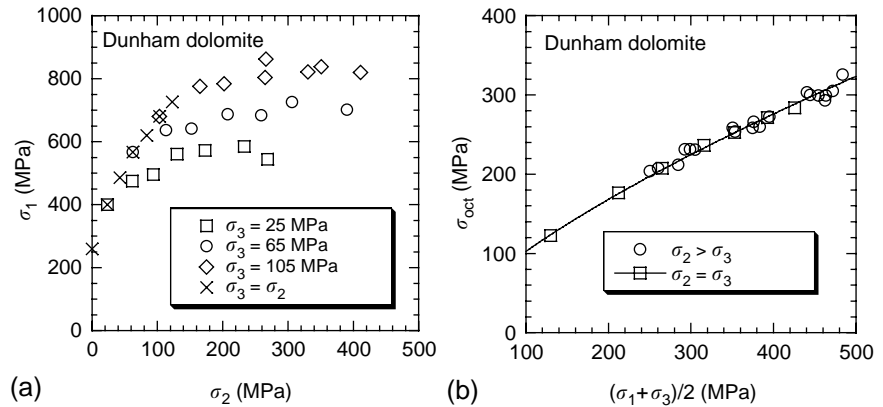 1000
800
600
400
200
0
0 100 200 300 400 500
σ1 (MPa)
σ2 (MPa)
Dunham dolomite
σ3 = 25 MPa
σ3 = 65 MPa
σ3 = 105 MPa
σ3 = σ2
(a)
400
300
200
100
0
100 200 300 400 500
σoct (MPa)
(σ1+σ3)/2 (MPa)
Dunham dolomite
σ2 > σ3
σ2 = σ3
(b)